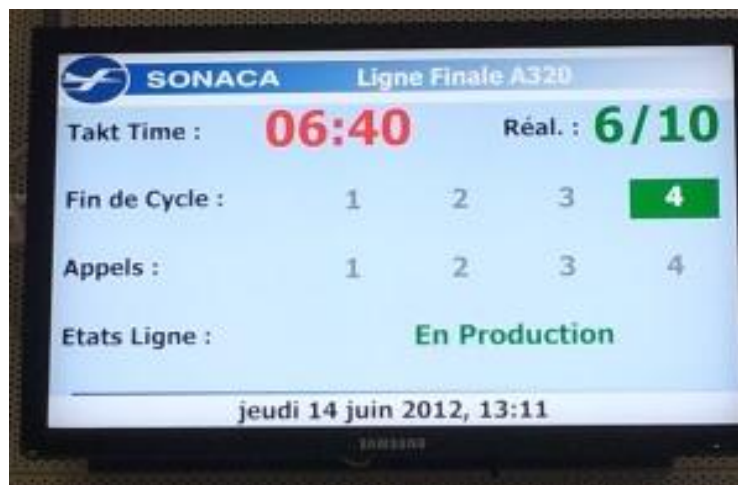 SONACA Ligne Finale A320
Takt Time : 06:40 Réal. : 6/10
Fin de Cycle : 1 2 3 4
Appels : 1 2 3 4
Etats Ligne : En Production
jeudi 14 juin 2012, 13:11
SAMSUNG